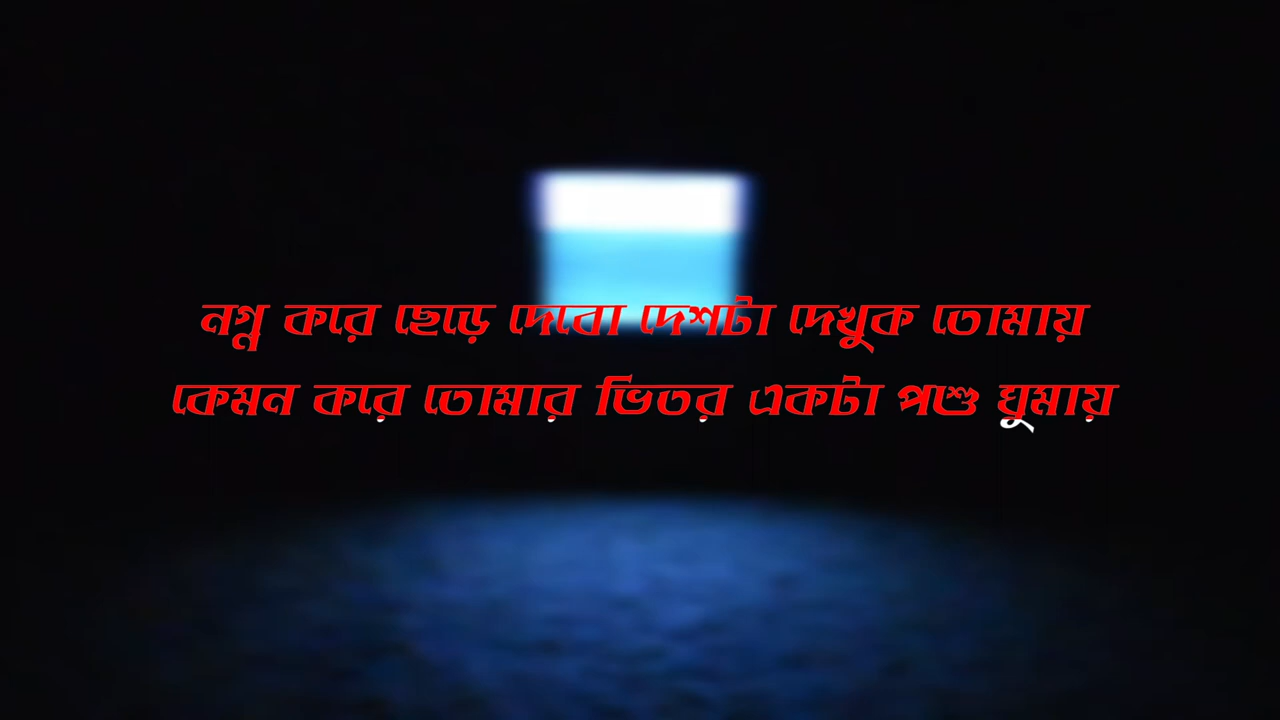 নগ্ন করে ছেড়ে দেবো দেশটা দেখুক তোমায়
কেমন করে তোমার ভিতর একটা পশু ঘুমায়